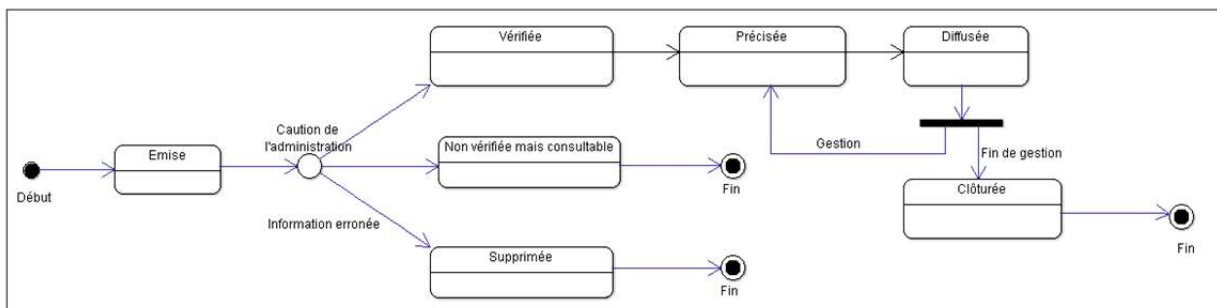 Vérifiée
Précisée
Diffusée
Caution de
l'administration
Emise
Non vérifiée mais consultable
Gestion
Fin de gestion
Début
Fin
Clôturée
Information erronée
Supprimée
Fin
Fin